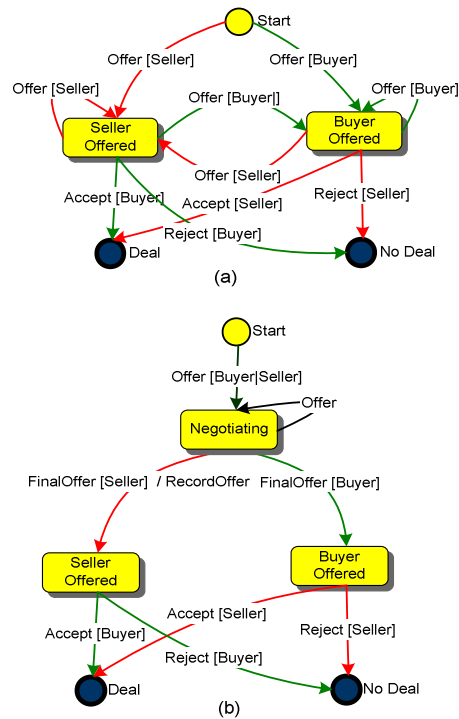 Start
Offer [Seller]
Offer [Buyer]
Offer [Seller]
Offer [Buyer]
Offer [Buyer|]
Seller
Offered
Buyer
Offered
Offer [Seller]
Accept [Buyer]
Accept [Seller]
Reject [Seller]
Reject [Buyer]
Deal
No Deal
(a)
Start
Offer [Buyer|Seller]
Offer
Negotiating
FinalOffer [Seller] / RecordOffer
FinalOffer [Buyer]
Seller
Offered
Buyer
Offered
Accept [Seller]
Accept [Buyer]
Reject [Seller]
Reject [Buyer]
Deal
No Deal
(b)